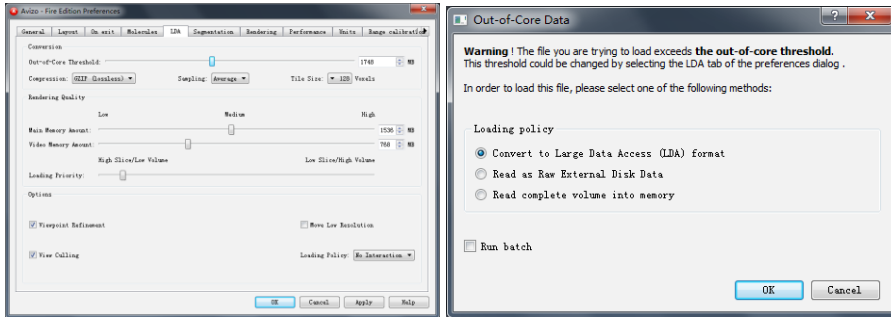 Avizo - Fire Edition Preferences
General Layout On exit Molecules LDA Segmentation Rendering Performance Units Range calibration
Conversion
Out-of-Core Threshold: 1748 MB
Compression: GZIP (lossless) Sampling: Average Tile Size: 128 Voxels
Rendering Quality
Low Medium High
Main Memory Amount: 1536 MB
Video Memory Amount: 768 MB
High Slice/Low Volume Low Slice/High Volume
Loading Priority:
Options
Viewpoint Refinement Move Low Resolution
View Culling Loading Policy: No Interaction
OK Cancel Apply Help
Out-of-Core Data
Warning ! The file you are trying to load exceeds the out-of-core threshold.
This threshold could be changed by selecting the LDA tab of the preferences dialog .
In order to load this file, please select one of the following methods:
Loading policy
Convert to Large Data Access (LDA) format
Read as Raw External Disk Data
Read complete volume into memory
Run batch
OK Cancel